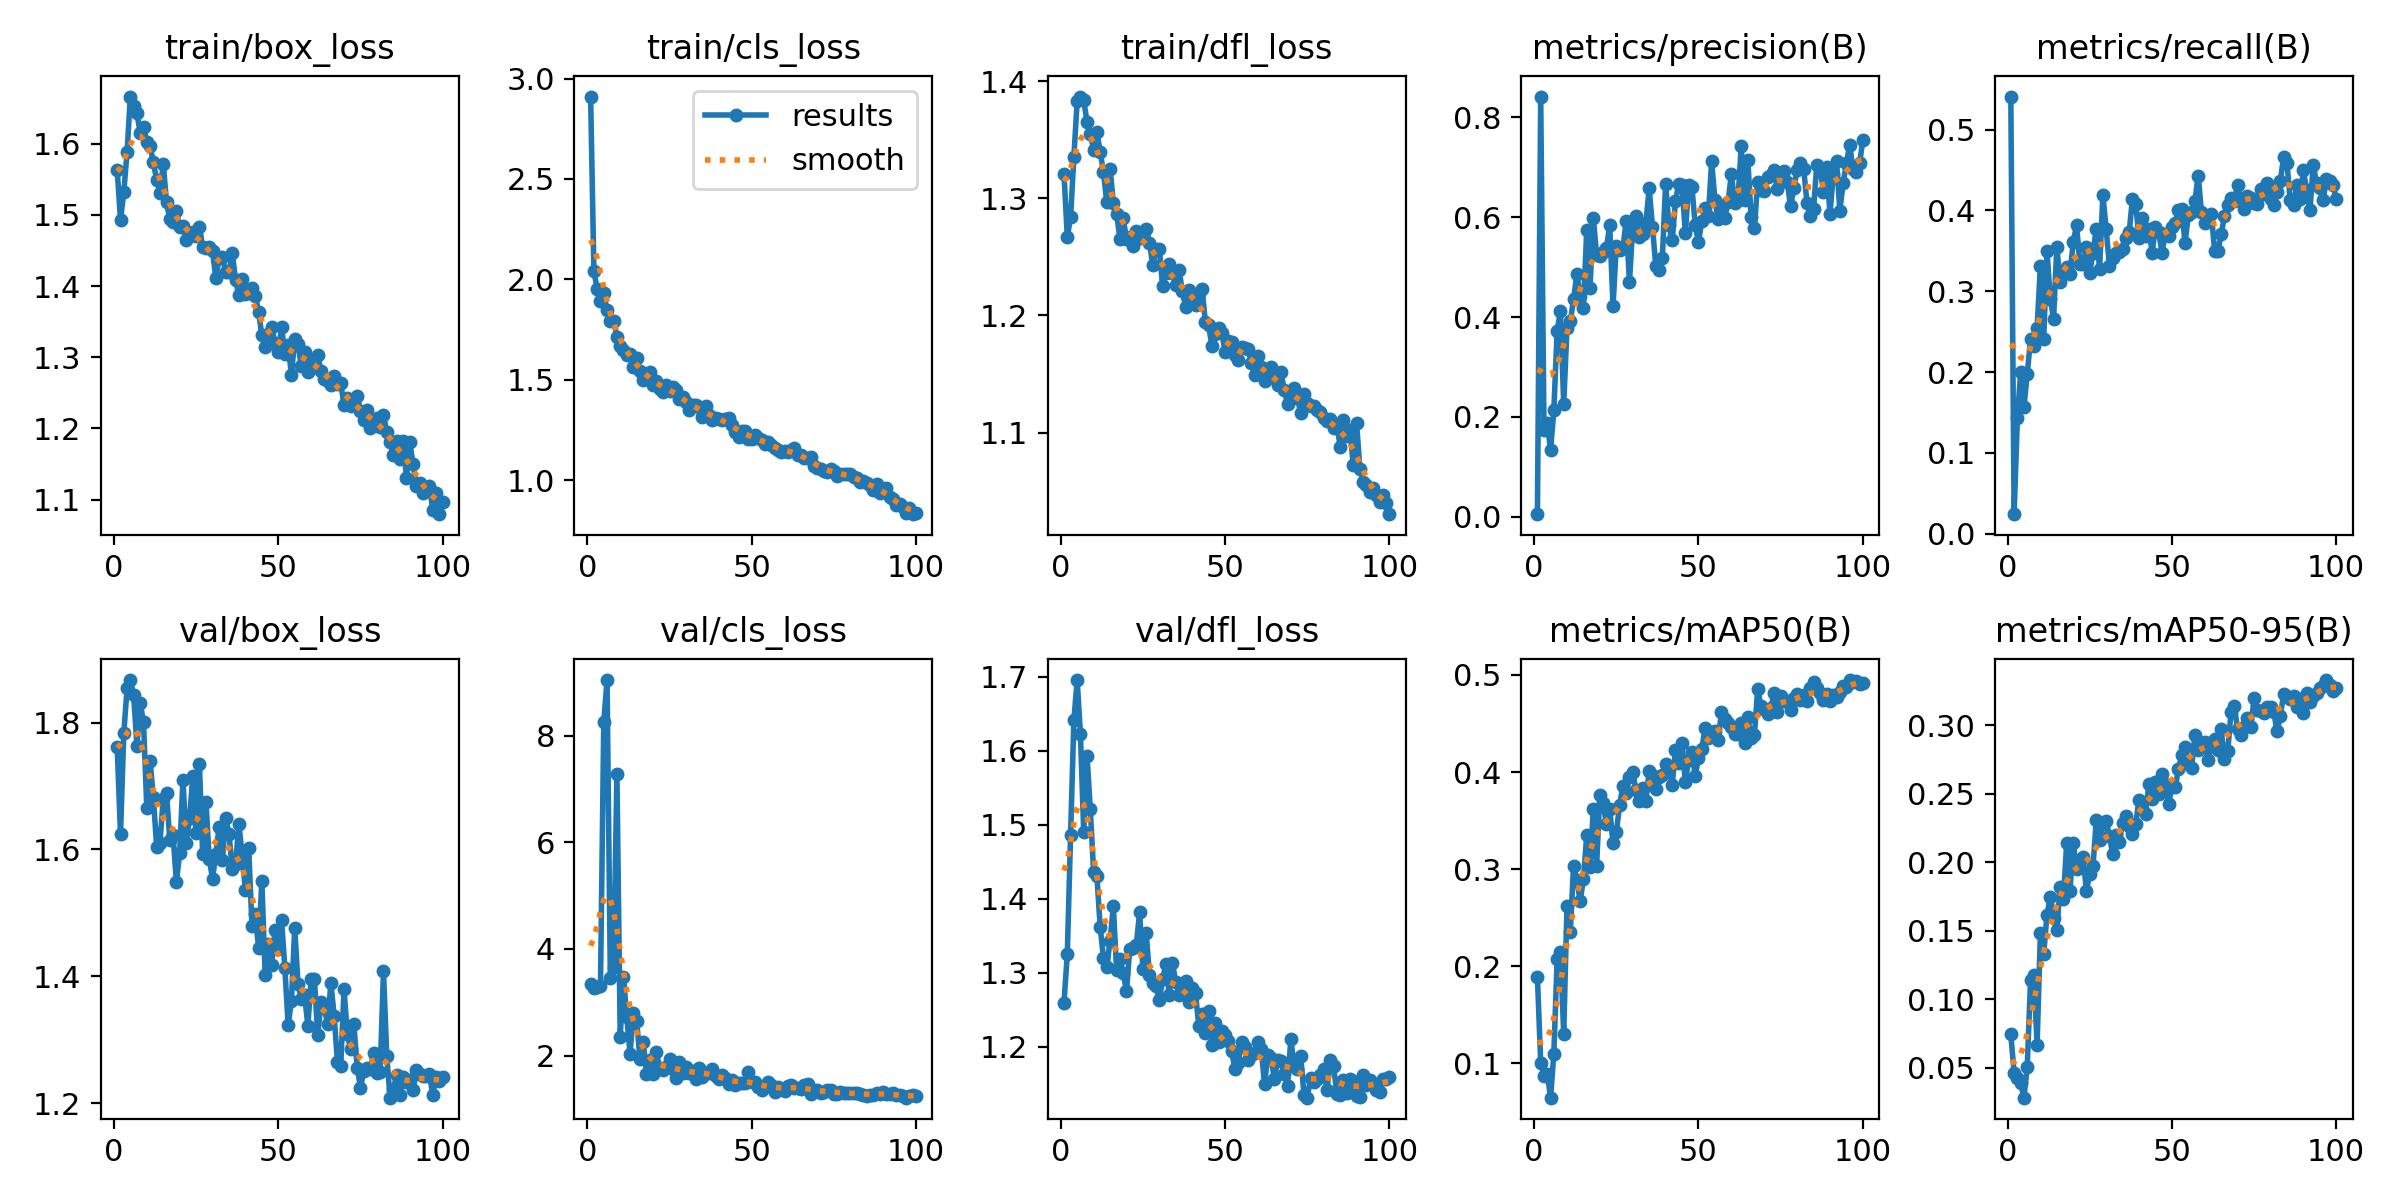 train/box_loss
1.6
1.5
1.4
1.3
1.2
1.1
0 50 100
train/cls_loss
results
smooth
3.0
2.5
2.0
1.5
1.0
0 50 100
train/dfl_loss
1.4
1.3
1.2
1.1
0 50 100
metrics/precision(B)
0.8
0.6
0.4
0.2
0.0
0 50 100
metrics/recall(B)
0.5
0.4
0.3
0.2
0.1
0.0
0 50 100
val/box_loss
1.8
1.6
1.4
1.2
0 50 100
val/cls_loss
8
6
4
2
0 50 100
val/dfl_loss
1.7
1.6
1.5
1.4
1.3
1.2
0 50 100
metrics/mAP50(B)
0.5
0.4
0.3
0.2
0.1
0 50 100
metrics/mAP50-95(B)
0.30
0.25
0.20
0.15
0.10
0.05
0 50 100